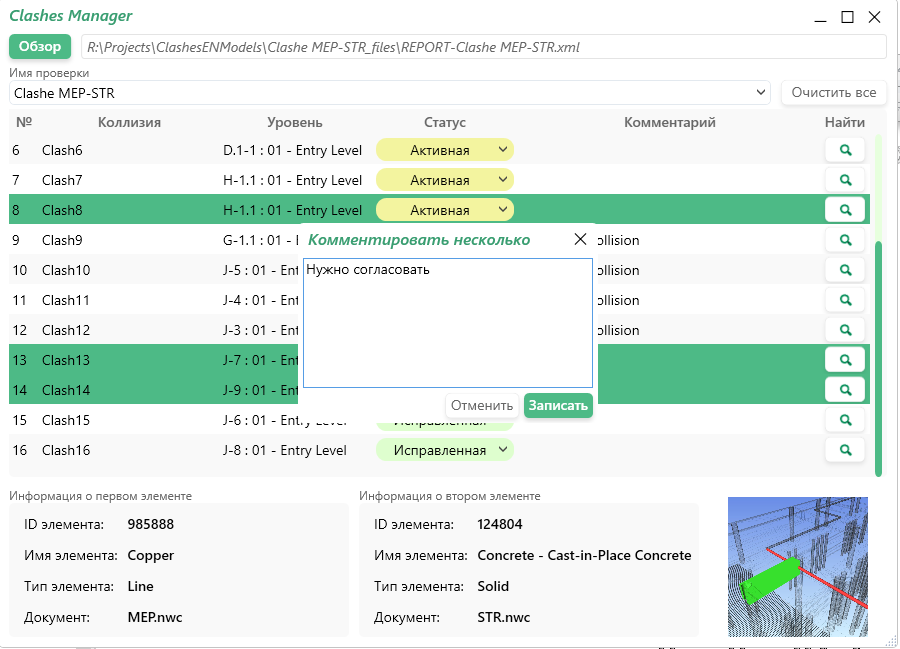 Clashes Manager
Обзор R:\Projects\ClashesENModels\Clashe MEP-STR_files\REPORT-Clashe MEP-STR.xml
Имя проверки
Clashe MEP-STR Очистить все
№ Коллизия Уровень Статус Комментарий Найти
6 Clash6 D.1-1 : 01 - Entry Level Активная
7 Clash7 H-1.1 : 01 - Entry Level Активная
8 Clash8 H-1.1 : 01 - Entry Level Активная
9 Clash9 G-1.1 : 01 - ollision
Комментировать несколько
Нужно согласовать
10 Clash10 J-5 : 01 - Ent ollision
11 Clash11 J-4 : 01 - Ent ollision
12 Clash12 J-3 : 01 - Ent ollision
13 Clash13 J-7 : 01 - Ent
14 Clash14 J-9 : 01 - Ent
Отменить Записать
15 Clash15 J-6 : 01 - Entry Level Исправленная
16 Clash16 J-8 : 01 - Entry Level Исправленная
Информация о первом элементе Информация о втором элементе
ID элемента: 985888 ID элемента: 124804
Имя элемента: Copper Имя элемента: Concrete - Cast-in-Place Concrete
Тип элемента: Line Тип элемента: Solid
Документ: MEP.nwc Документ: STR.nwc